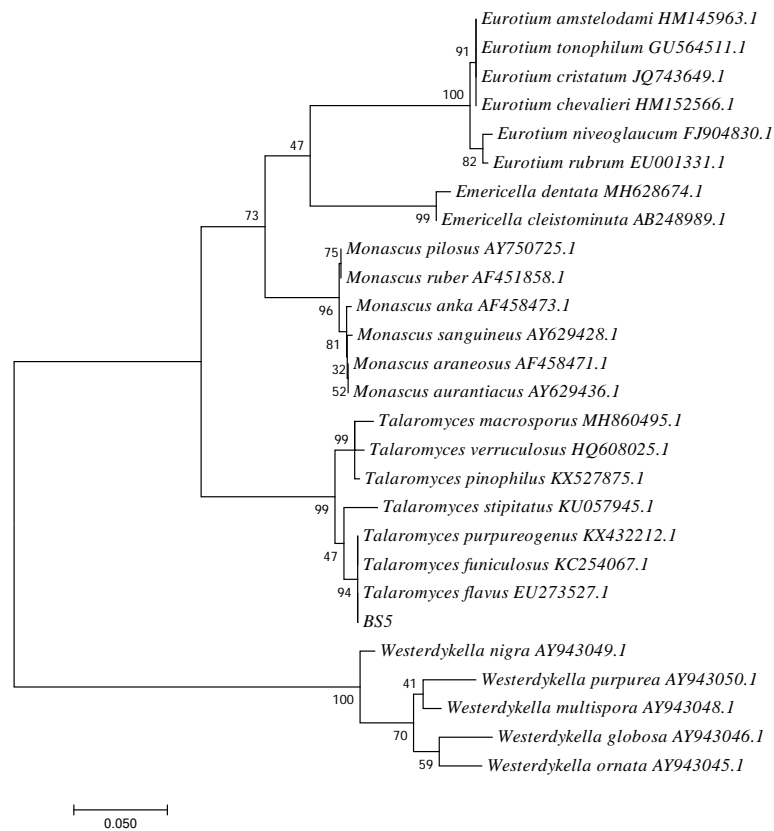 Eurotium amstelodami HM145963.1
91
Eurotium tonophilum GU564511.1
Eurotium cristatum JQ743649.1
100
Eurotium chevalieri HM152566.1
Eurotium niveoglaucum FJ904830.1
47
82
Eurotium rubrum EU001331.1
Emericella dentata MH628674.1
73
99
Emericella cleistominuta AB248989.1
75
Monascus pilosus AY750725.1
Monascus ruber AF451858.1
96
Monascus anka AF458473.1
Monascus sanguineus AY629428.1
81
Monascus araneosus AF458471.1
32
52
Monascus aurantiacus AY629436.1
Talaromyces macrosporus MH860495.1
99
Talaromyces verruculosus HQ608025.1
Talaromyces pinophilus KX527875.1
99
Talaromyces stipitatus KU057945.1
Talaromyces purpureogenus KX432212.1
47
Talaromyces funiculosus KC254067.1
94
Talaromyces flavus EU273527.1
BS5
Westerdykella nigra AY943049.1
100
41
Westerdykella purpurea AY943050.1
Westerdykella multispora AY943048.1
70
Westerdykella globosa AY943046.1
59
Westerdykella ornata AY943045.1
0.050